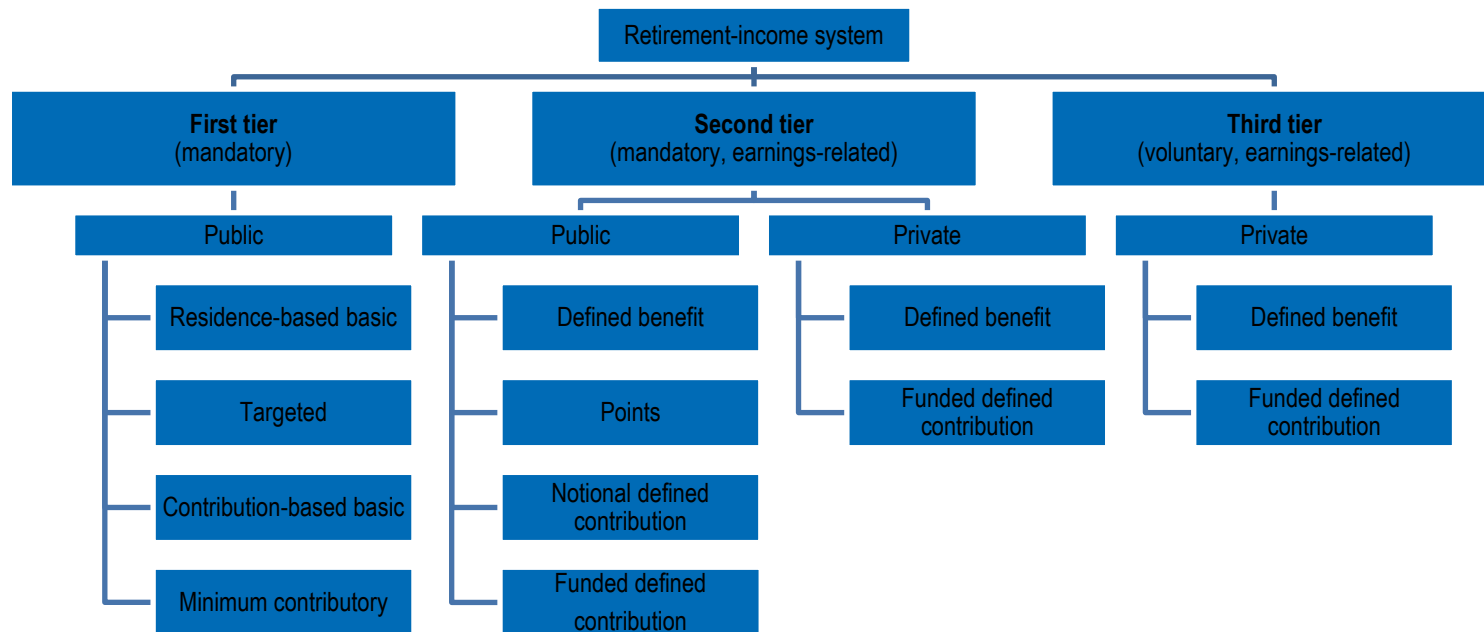 Retirement-income system
First tier
(mandatory)
Second tier
(mandatory, earnings-related)
Third tier
(voluntary, earnings-related)
Public
Public
Private
Private
Residence-based basic
Targeted
Contribution-based basic
Minimum contributory
Defined benefit
Points
Notional defined
contribution
Funded defined
contribution
Defined benefit
Funded defined
contribution
Defined benefit
Funded defined
contribution